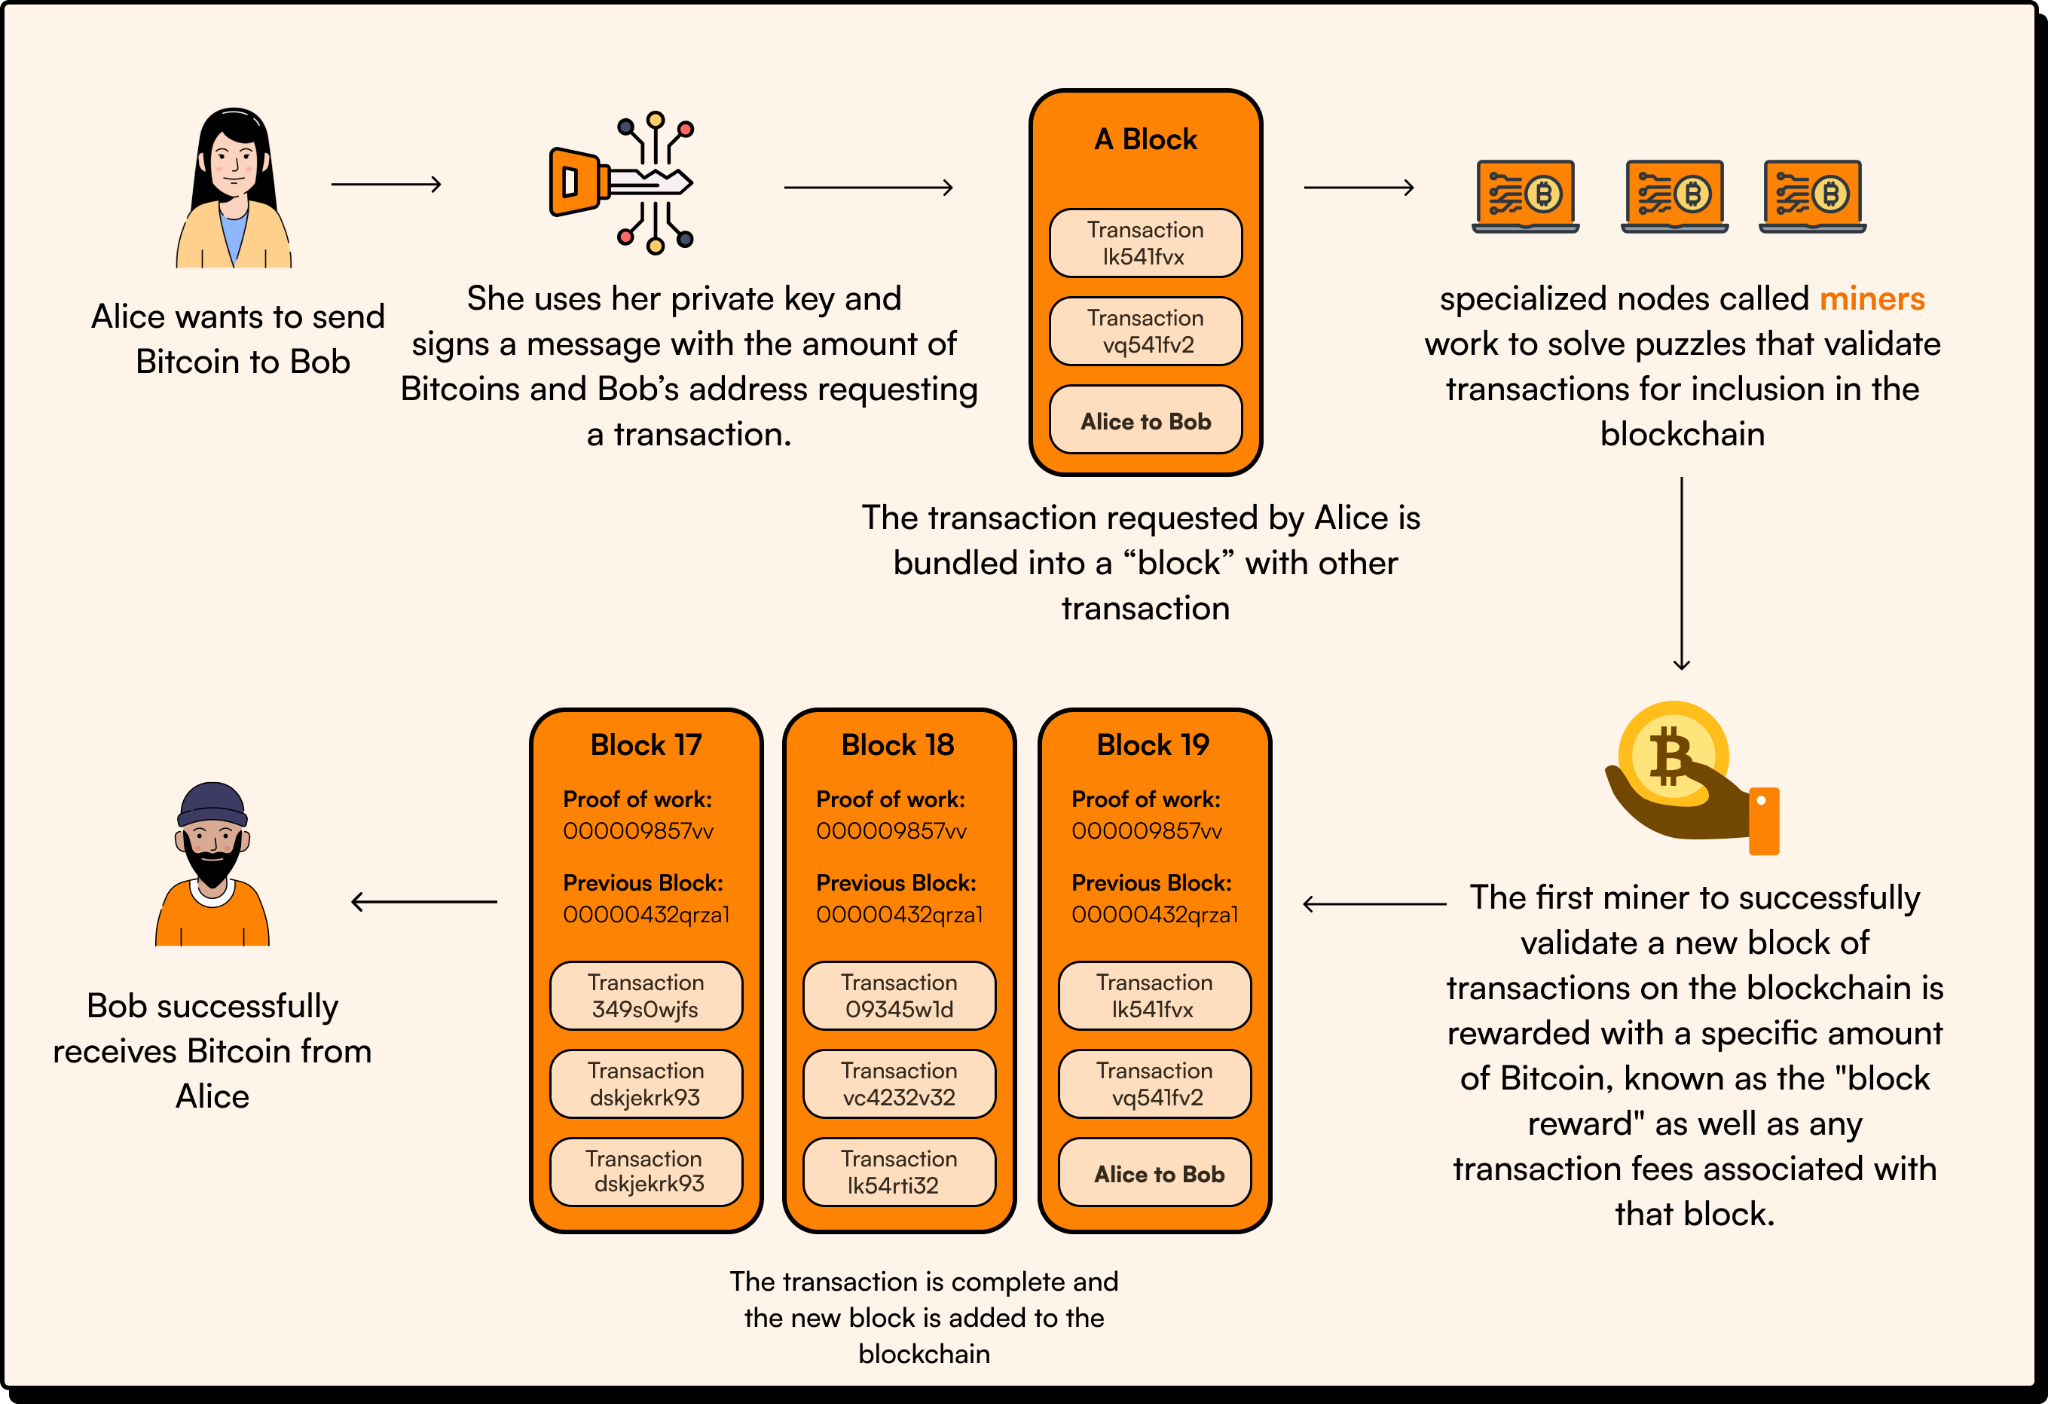 Alice wants to send
Bitcoin to Bob
She uses her private key and
signs a message with the amount of
Bitcoins and Bob’s address requesting
a transaction.
A Block
Transaction
lk541fvx
Transaction
vq541fv2
Alice to Bob
The transaction requested by Alice is
bundled into a “block” with other
transaction
specialized nodes called miners
work to solve puzzles that validate
transactions for inclusion in the
blockchain
The first miner to successfully
validate a new block of
transactions on the blockchain is
rewarded with a specific amount
of Bitcoin, known as the "block
reward" as well as any
transaction fees associated with
that block.
Block 17
Proof of work:
000009857vv
Previous Block:
00000432qrza1
Transaction
349s0wjfs
Transaction
dskjekrk93
Transaction
dskjekrk93
Block 18
Proof of work:
000009857vv
Previous Block:
00000432qrza1
Transaction
09345w1d
Transaction
vc4232v32
Transaction
lk54rti32
Block 19
Proof of work:
000009857vv
Previous Block:
00000432qrza1
Transaction
lk541fvx
Transaction
vq541fv2
Alice to Bob
The transaction is complete and
the new block is added to the
blockchain
Bob successfully
receives Bitcoin from
Alice